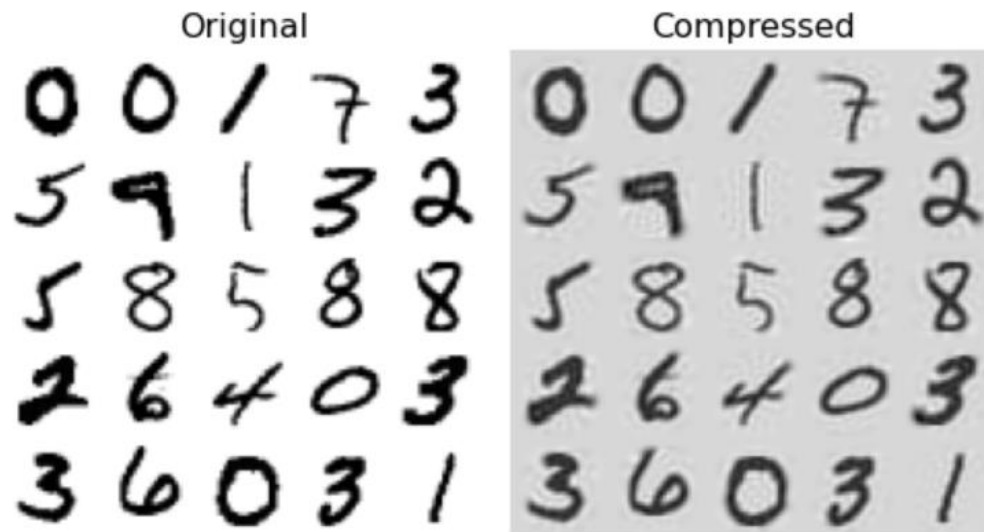 Original Compressed
0 0 1 7 3 0 0 1 7 3
5 9 1 3 2 5 9 1 3 2
5 8 5 8 8 5 8 5 8 8
2 6 4 0 3 2 6 4 0 3
3 6 0 3 1 3 6 0 3 1